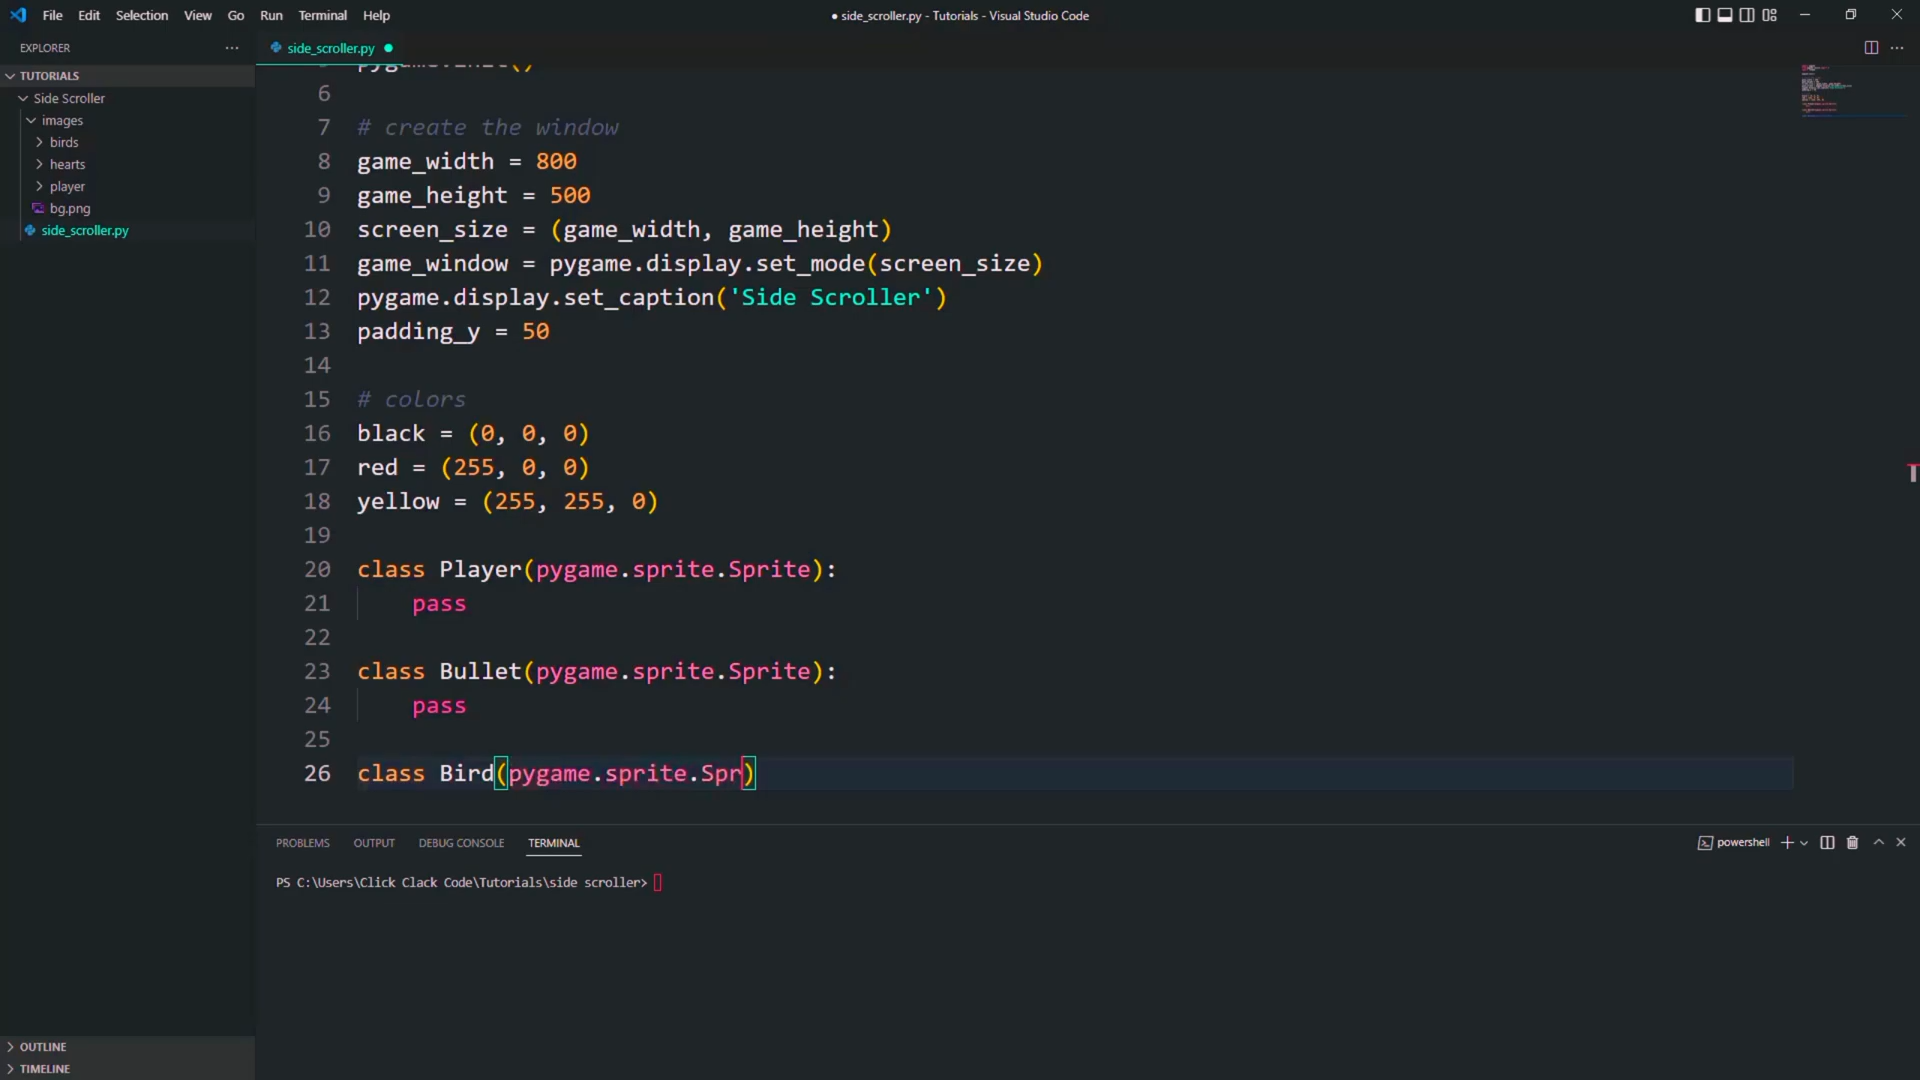 File Edit Selection View Go Run Terminal Help
● side_scroller.py - Tutorials - Visual Studio Code
EXPLORER
side_scroller.py
TUTORIALS
Side Scroller
images
birds
hearts
player
bg.png
side_scroller.py
OUTLINE
TIMELINE
5 pygame.init()
6
7 # create the window
8 game_width = 800
9 game_height = 500
10 screen_size = (game_width, game_height)
11 game_window = pygame.display.set_mode(screen_size)
12 pygame.display.set_caption('Side Scroller')
13 padding_y = 50
14
15 # colors
16 black = (0, 0, 0)
17 red = (255, 0, 0)
18 yellow = (255, 255, 0)
19
20 class Player(pygame.sprite.Sprite):
21 pass
22
23 class Bullet(pygame.sprite.Sprite):
24 pass
25
26 class Bird(pygame.sprite.Spr)
PROBLEMS OUTPUT DEBUG CONSOLE TERMINAL
powershell
PS C:\Users\Click Clack Code\Tutorials\side scroller>